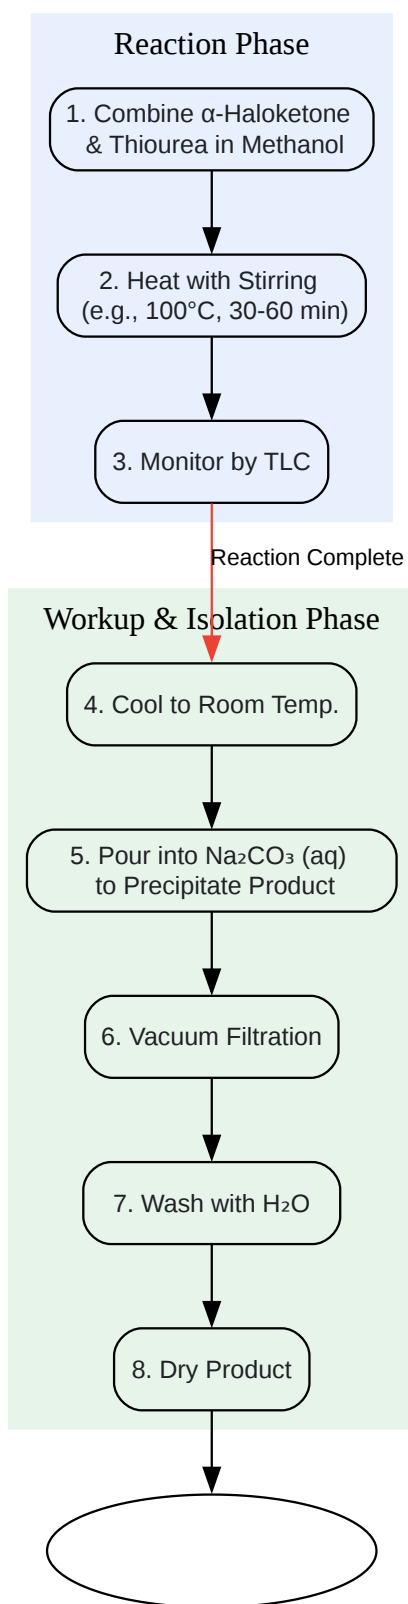 Reaction Phase
1. Combine α-Haloketone
& Thiourea in Methanol
2. Heat with Stirring
(e.g., 100°C, 30-60 min)
3. Monitor by TLC
Reaction Complete
Workup & Isolation Phase
4. Cool to Room Temp.
5. Pour into Na₂CO₃ (aq)
to Precipitate Product
6. Vacuum Filtration
7. Wash with H₂O
8. Dry Product